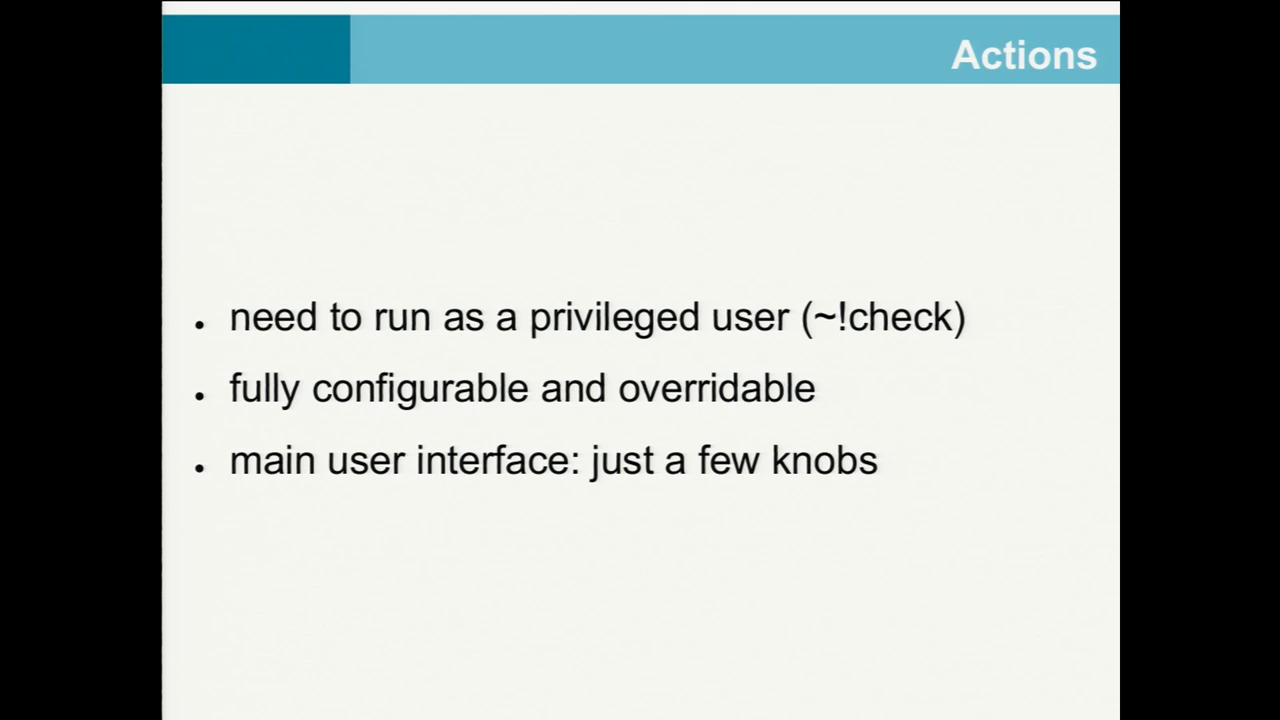 Actions
• need to run as a privileged user (~!check)
• fully configurable and overridable
• main user interface: just a few knobs